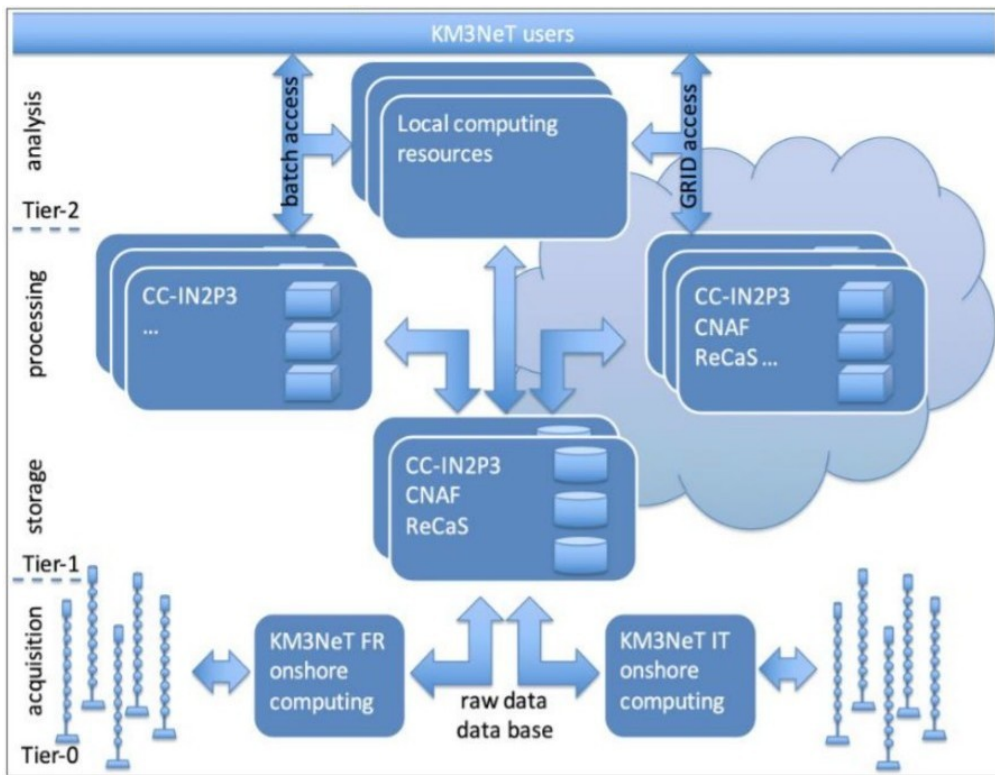 KM3NeT users
analysis
batch access
Local computing
resources
GRID access
Tier-2
processing
CC-IN2P3
...
CC-IN2P3
CNAF
ReCaS ...
storage
CC-IN2P3
CNAF
ReCaS
Tier-1
acquisition
KM3NeT FR
onshore
computing
raw data
data base
KM3NeT IT
onshore
computing
Tier-0